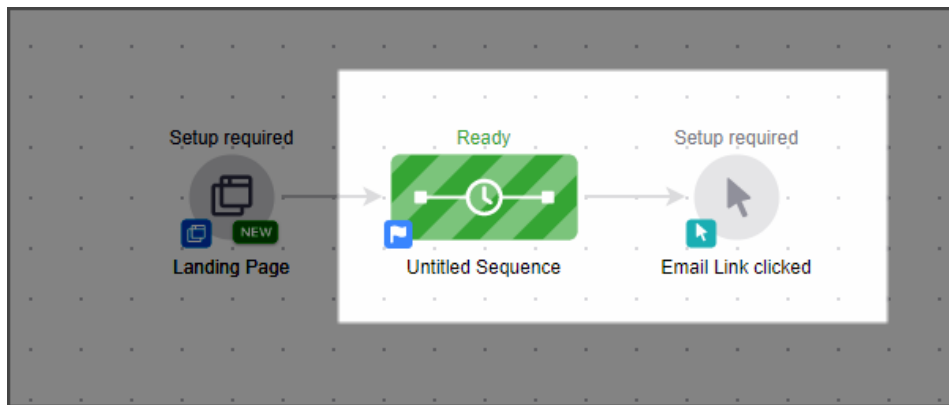 Setup required
Ready
Setup required
NEW
Landing Page
Untitled Sequence
Email Link clicked